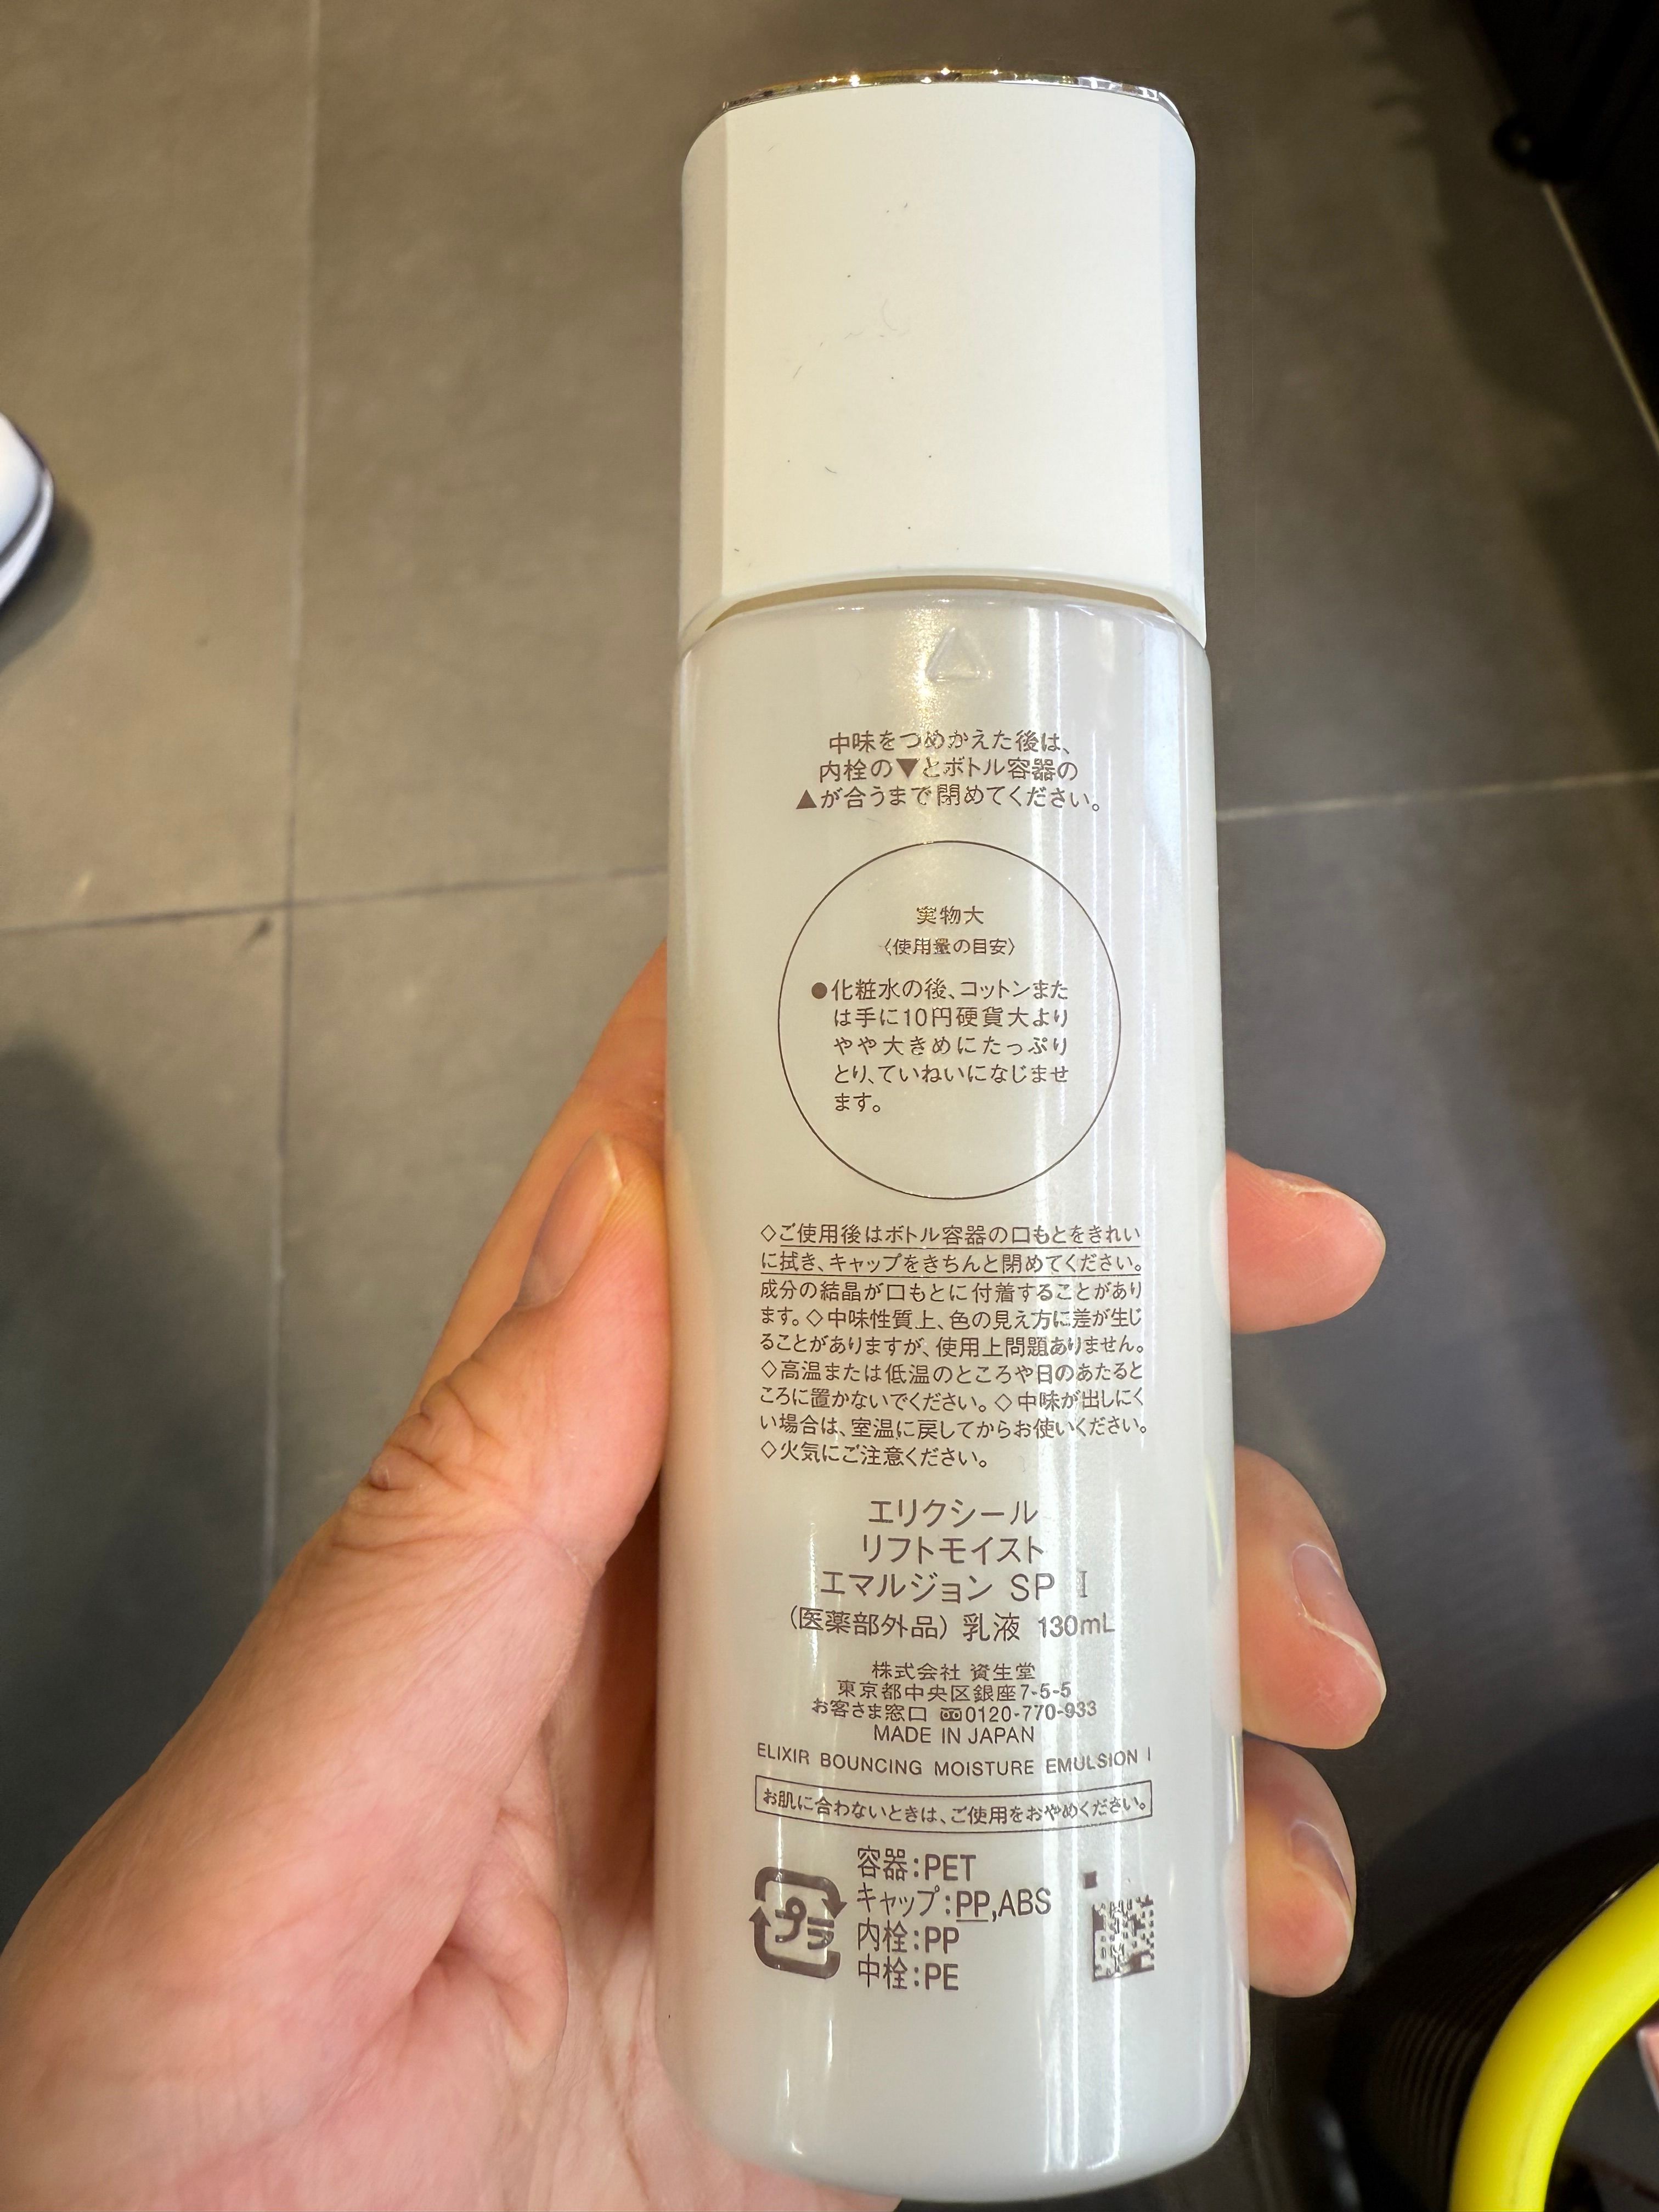 中味をつめかえた後は、
内栓の▼とボトル容器の
▲が合うまで閉めてください。
実物大
〈使用量の目安〉
●化粧水の後、コットンまた
は手に10円硬貨大より
やや大きめにたっぷり
とり、ていねいになじませ
ます。
◇ご使用後はボトル容器の口もとをきれい
に拭き、キャップをきちんと閉めてください。
成分の結晶が口もとに付着することがあり
ます。◇中味性質上、色の見え方に差が生じ
ることがありますが、使用上問題ありません。
◇高温または低温のところや日のあたると
ころに置かないでください。◇中味が出しにく
い場合は、室温に戻してからお使いください。
◇火気にご注意ください。
エリクシール
リフトモイスト
エマルジョン SP I
（医薬部外品）乳液 130mL
株式会社 資生堂
東京都中央区銀座7-5-5
お客さま窓口 0120-770-933
MADE IN JAPAN
ELIXIR BOUNCING MOISTURE EMULSION I
お肌に合わないときは、ご使用をおやめください。
プラ
容器:PET
キャップ:PP,ABS
内栓:PP
中栓:PE